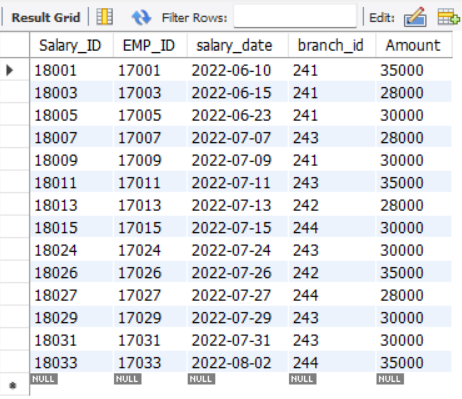 Result Grid Filter Rows: Edit:
Salary_ID EMP_ID salary_date branch_id Amount
18001 17001 2022-06-10 241 35000
18003 17003 2022-06-15 241 28000
18005 17005 2022-06-23 241 30000
18007 17007 2022-07-07 243 28000
18009 17009 2022-07-09 241 30000
18011 17011 2022-07-11 243 35000
18013 17013 2022-07-13 242 28000
18015 17015 2022-07-15 244 30000
18024 17024 2022-07-24 243 30000
18026 17026 2022-07-26 242 35000
18027 17027 2022-07-27 244 28000
18029 17029 2022-07-29 243 30000
18031 17031 2022-07-31 243 30000
18033 17033 2022-08-02 244 35000
NULL NULL NULL NULL NULL